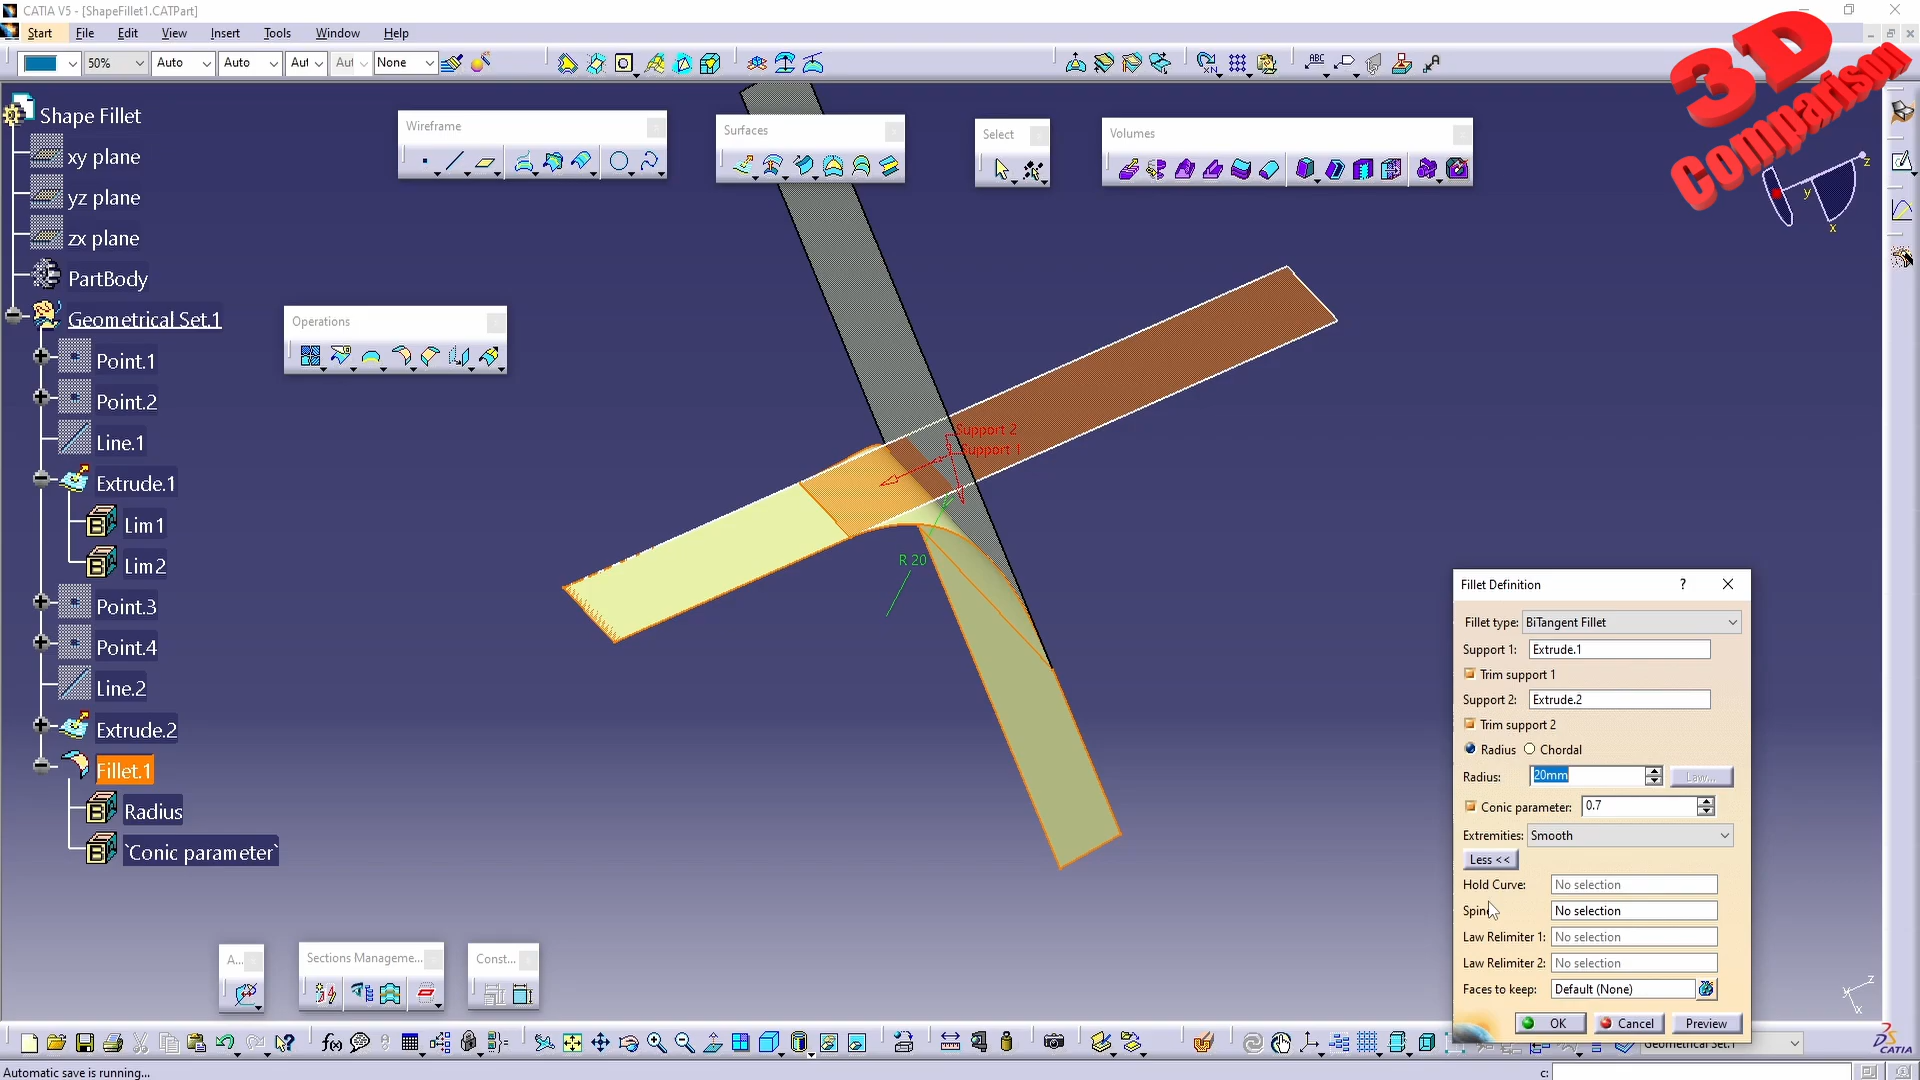 CATIA V5 - [ShapeFillet1.CATPart]
Start File Edit View Insert Tools Window Help
50% Auto Auto Aut Aut None
3D
Comparison
Shape Fillet
xy plane
yz plane
zx plane
PartBody
Geometrical Set.1
Point.1
Point.2
Line.1
Extrude.1
Lim1
Lim2
Point.3
Point.4
Line.2
Extrude.2
Fillet.1
Radius
`Conic parameter`
Wireframe
Surfaces
Select
Volumes
Operations
z
y
x
Support 2
Support 1
R 20
Fillet Definition ? 
Fillet type: BiTangent Fillet
Support 1: Extrude.1
Trim support 1
Support 2: Extrude.2
Trim support 2
Radius Chordal
Radius: 20mm Law...
Conic parameter: 0.7
Extremities: Smooth
Less <<
Hold Curve: No selection
Spin No selection
Law Relimiter 1: No selection
Law Relimiter 2: No selection
Faces to keep: Default (None)
OK Cancel Preview
A...
Sections Manageme...
Const...
Geometrical Set.1
CATIA
Automatic save is running...
c: